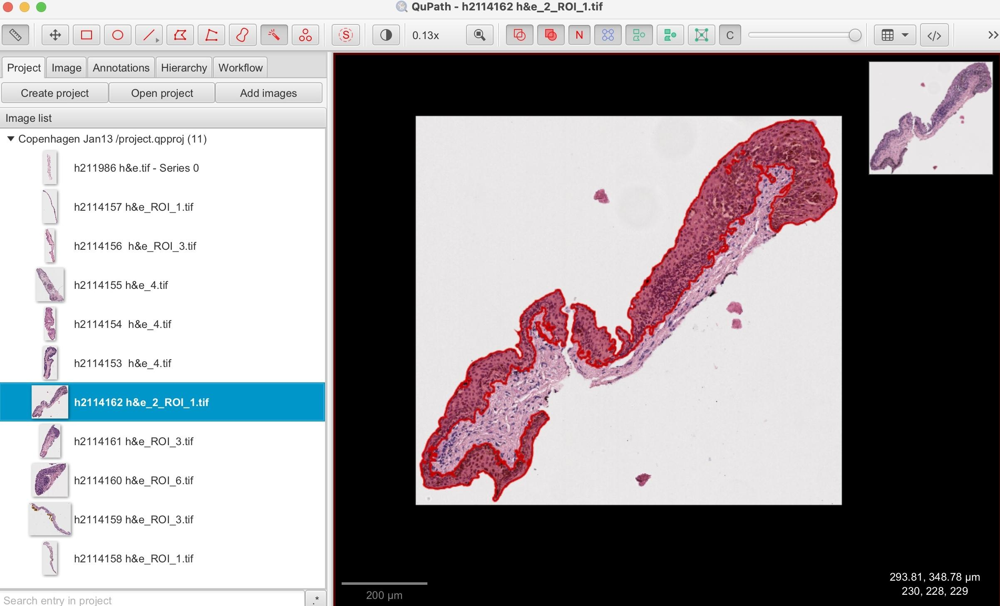 QuPath - h2114162 h&e_2_ROI_1.tif
S 0.13x N C </> >>
Project Image Annotations Hierarchy Workflow
Create project Open project Add images
Image list
Copenhagen Jan13 /project.qpproj (11)
h211986 h&e.tif - Series 0
h2114157 h&e_ROI_1.tif
h2114156  h&e_ROI_3.tif
h2114155 h&e_4.tif
h2114154  h&e_4.tif
h2114153  h&e_4.tif
h2114162 h&e_2_ROI_1.tif
h2114161 h&e_ROI_3.tif
h2114160 h&e_ROI_6.tif
h2114159 h&e_ROI_3.tif
h2114158 h&e_ROI_1.tif
Search entry in project .*
200 µm
293.81, 348.78 µm
230, 228, 229